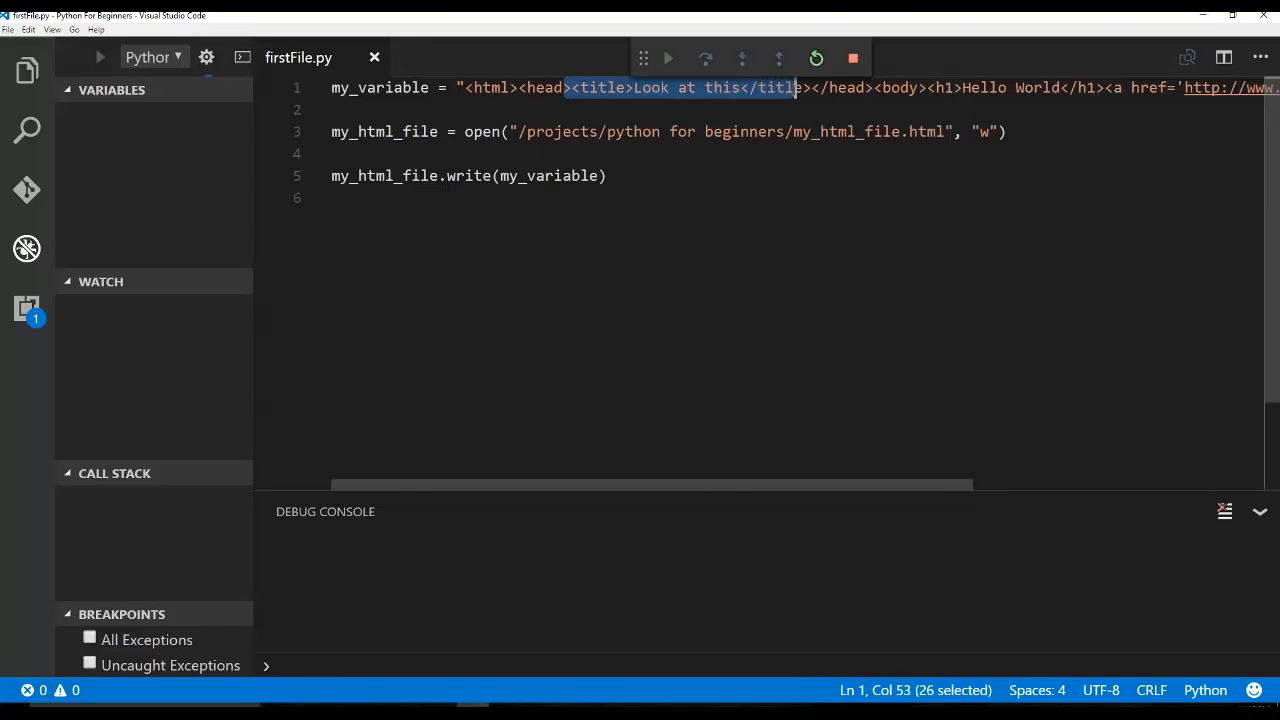 firstFile.py - Python For Beginners - Visual Studio Code
File Edit View Go Help
Python firstFile.py
VARIABLES
1 my_variable = "<html><head><title>Look at this</title></head><body><h1>Hello World</h1><a href='http://www.
2
3 my_html_file = open("/projects/python for beginners/my_html_file.html", "w")
4
5 my_html_file.write(my_variable)
6
WATCH
1
CALL STACK
DEBUG CONSOLE
BREAKPOINTS
All Exceptions
Uncaught Exceptions
0 0 Ln 1, Col 53 (26 selected) Spaces: 4 UTF-8 CRLF Python